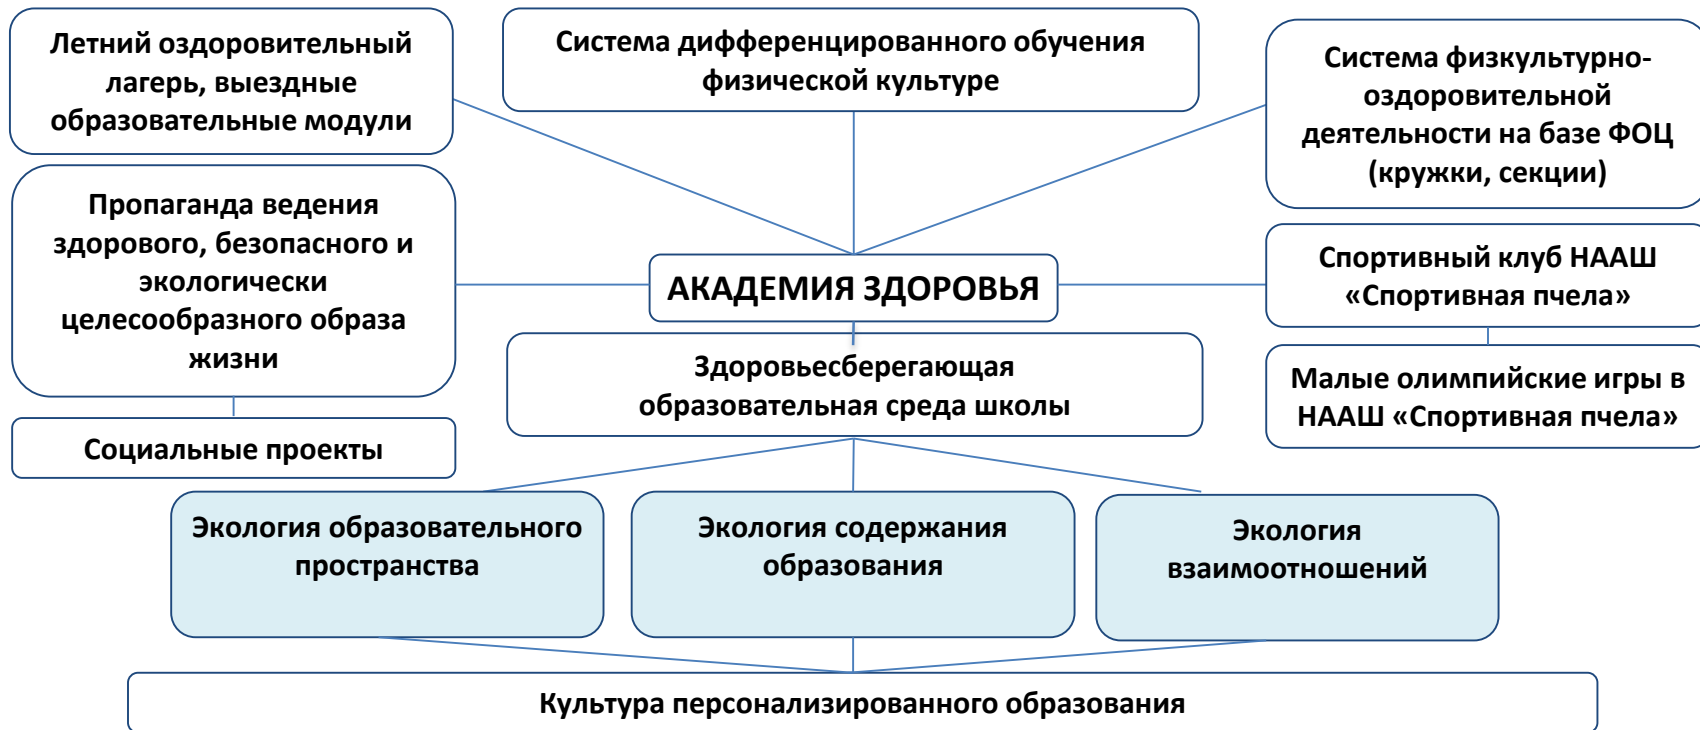 Летний оздоровительный
лагерь, выездные
образовательные модули
Система дифференцированного обучения
физической культуре
Система физкультурно-
оздоровительной
деятельности на базе ФОЦ
(кружки, секции)
Пропаганда ведения
здорового, безопасного и
экологически
целесообразного образа
жизни
АКАДЕМИЯ ЗДОРОВЬЯ
Спортивный клуб НААШ
«Спортивная пчела»
Здоровьесберегающая
образовательная среда школы
Малые олимпийские игры в
НААШ «Спортивная пчела»
Социальные проекты
Экология образовательного
пространства
Экология содержания
образования
Экология
взаимоотношений
Культура персонализированного образования